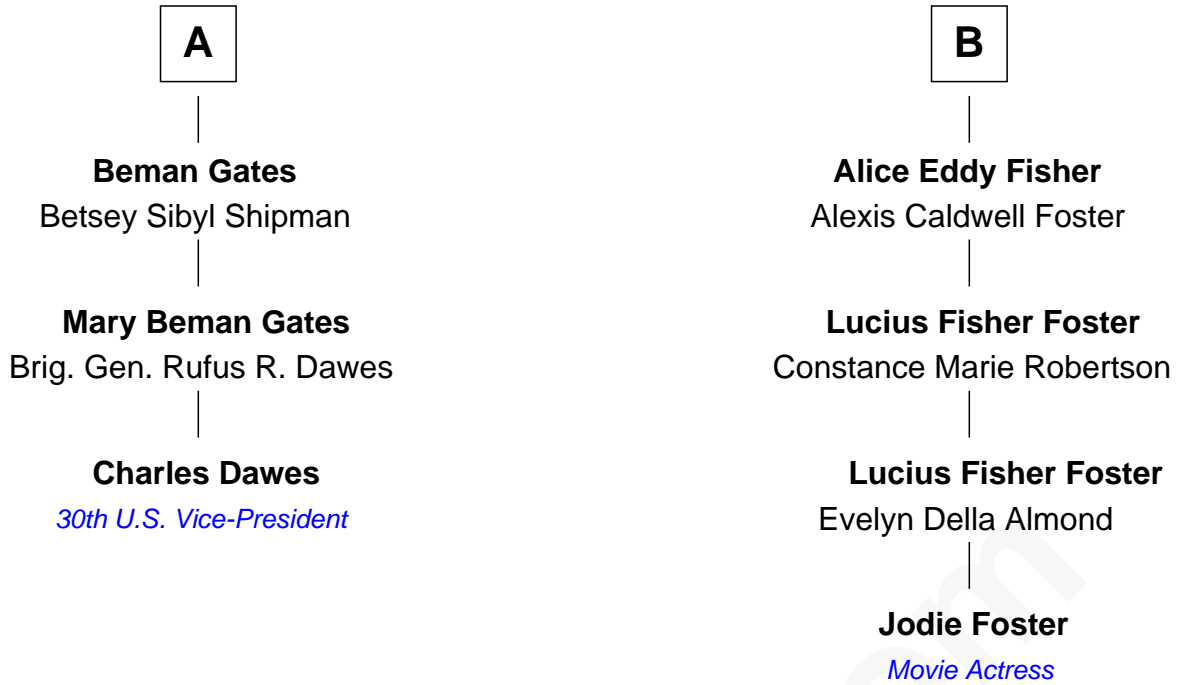 A
Beman Gates
Betsey Sibyl Shipman
Mary Beman Gates
Brig. Gen. Rufus R. Dawes
Charles Dawes
30th U.S. Vice-President
B
Alice Eddy Fisher
Alexis Caldwell Foster
Lucius Fisher Foster
Constance Marie Robertson
Lucius Fisher Foster
Evelyn Della Almond
Jodie Foster
Movie Actress